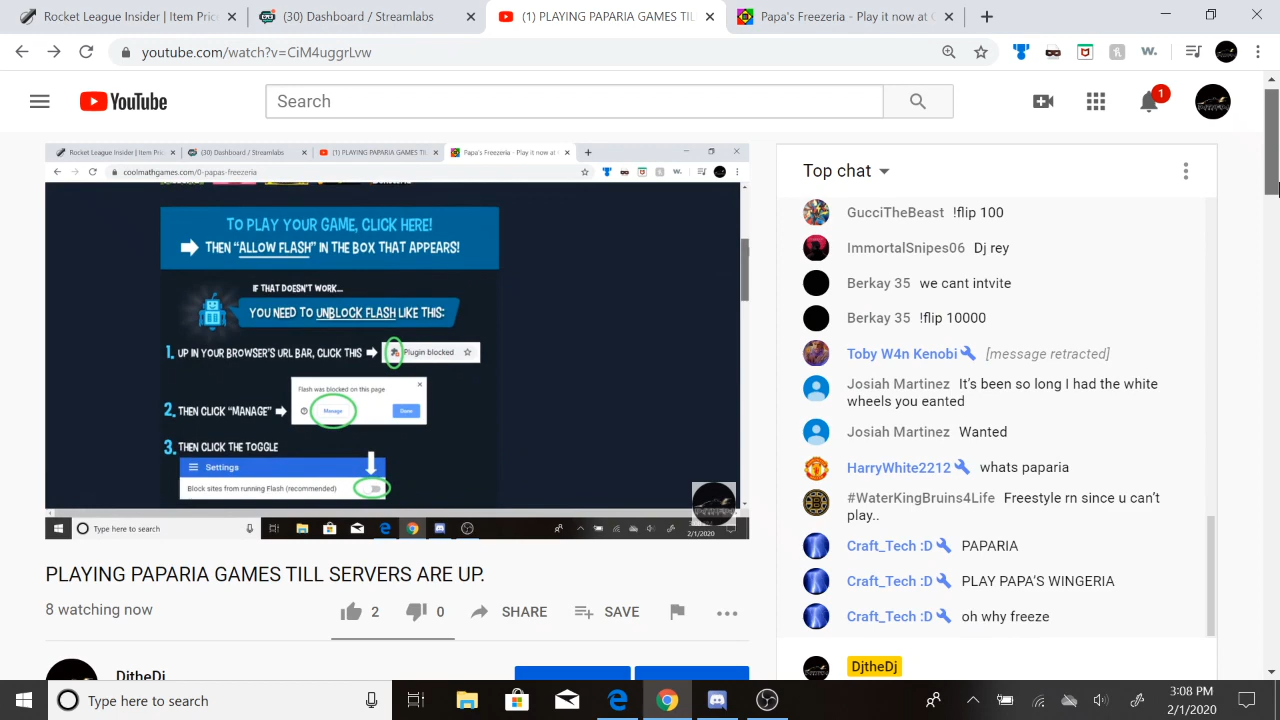 Rocket League Insider | Item Pric
(30) Dashboard / Streamlabs
(1) PLAYING PAPARIA GAMES TIL
Papa's Freezeria - Play it now at C
youtube.com/watch?v=CiM4uggrLvw
w.
YouTube
Search
1
Rocket League Insider | Item Pric
(30) Dashboard / Streamlabs
(1) PLAYING PAPARIA GAMES TIL
Papa's Freezeria - Play it now at
coolmathgames.com/0-papas-freezeria
TO PLAY YOUR GAME, CLICK HERE!
THEN "ALLOW FLASH" IN THE BOX THAT APPEARS!
IF THAT DOESN'T WORK...
YOU NEED TO UNBLOCK FLASH LIKE THIS:
1. UP IN YOUR BROWSER'S URL BAR, CLICK THIS
Plugin blocked
Flash was blocked on this page
2. THEN CLICK "MANAGE"
Manage
Done
3. THEN CLICK THE TOGGLE
Settings
Block sites from running Flash (recommended)
Type here to search
2/1/2020
PLAYING PAPARIA GAMES TILL SERVERS ARE UP.
8 watching now
2
0
SHARE
SAVE
DjtheDj
Top chat
GucciTheBeast !flip 100
ImmortalSnipes06 Dj rey
Berkay 35 we cant intvite
Berkay 35 !flip 10000
Toby W4n Kenobi [message retracted]
Josiah Martinez It's been so long I had the white
wheels you eanted
Josiah Martinez Wanted
HarryWhite2212 whats paparia
#WaterKingBruins4Life Freestyle rn since u can't
play..
Craft_Tech :D PAPARIA
Craft_Tech :D PLAY PAPA'S WINGERIA
Craft_Tech :D oh why freeze
DjtheDj
Type here to search
3:08 PM
2/1/2020